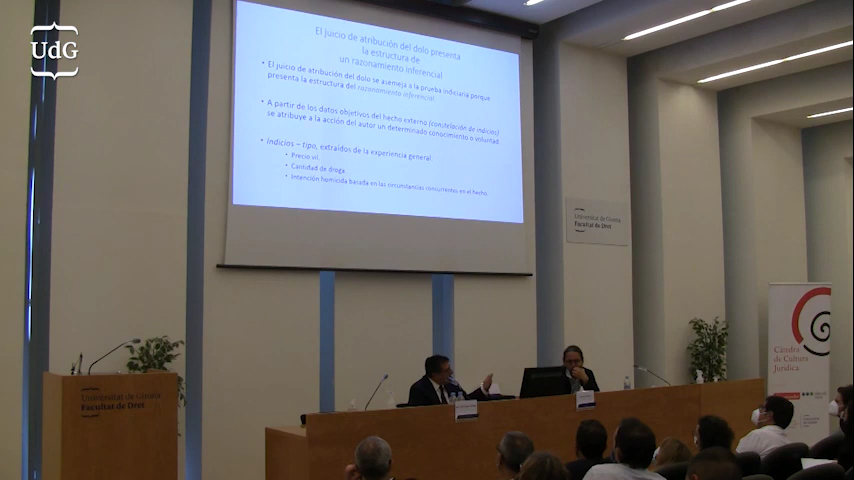 UdG
El juicio de atribución del dolo presenta
la estructura de
un razonamiento inferencial
• El juicio de atribución del dolo se asemeja a la prueba indiciaria porque
presenta la estructura del razonamiento inferencial
• A partir de los datos objetivos del hecho externo (constelación de indicios)
se atribuye a la acción del autor un determinado conocimiento o voluntad
• Indicios – tipo, extraídos de la experiencia general
• Precio vil.
• Cantidad de droga
• Intención homicida basada en las circunstancias concurrentes en el hecho
Universitat de Girona
Facultat de Dret
Càtedra
de Cultura
Jurídica
Universitat de Girona
Facultat de Dret